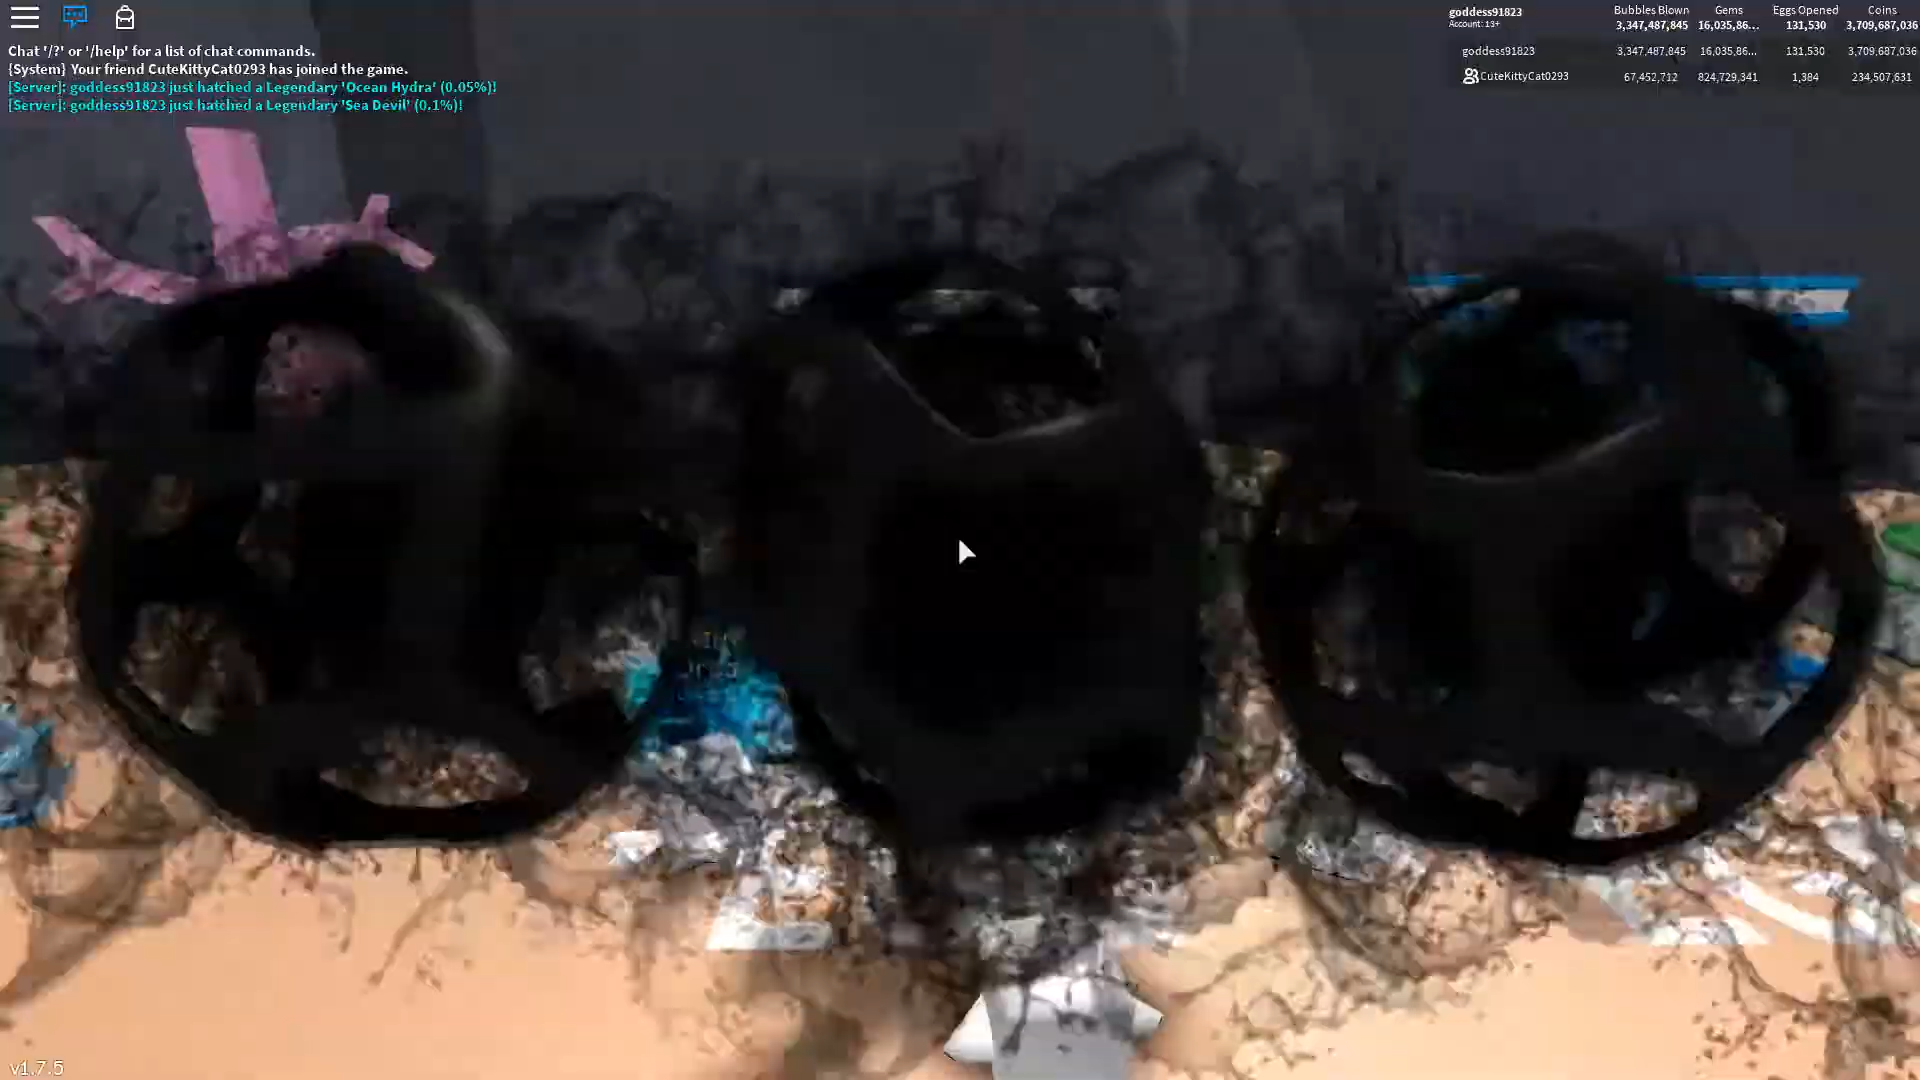 goddess91823
Account: 13+
Bubbles Blown Gems Eggs Opened Coins
3,347,487,845 16,035,86... 131,530 3,709,687,036
goddess91823 3,347,487,845 16,035,86... 131,530 3,709,687,036
CuteKittyCat0293 67,452,712 824,729,341 1,384 234,507,631
Chat '/?' or '/help' for a list of chat commands.
{System} Your friend CuteKittyCat0293 has joined the game.
[Server]: goddess91823 just hatched a Legendary 'Ocean Hydra' (0.05%)!
[Server]: goddess91823 just hatched a Legendary 'Sea Devil' (0.1%)!
v1.7.5